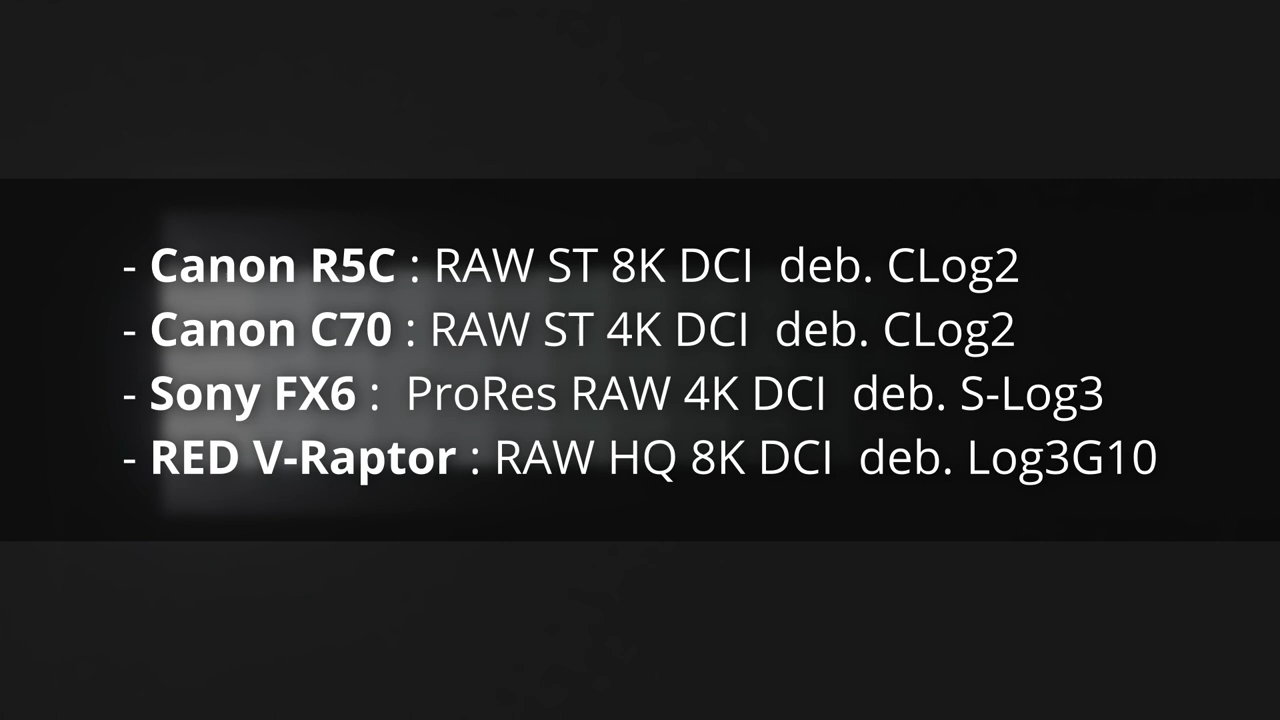 - Canon R5C : RAW ST 8K DCI  deb. CLog2
- Canon C70 : RAW ST 4K DCI  deb. CLog2
- Sony FX6 :  ProRes RAW 4K DCI  deb. S-Log3
- RED V-Raptor : RAW HQ 8K DCI  deb. Log3G10